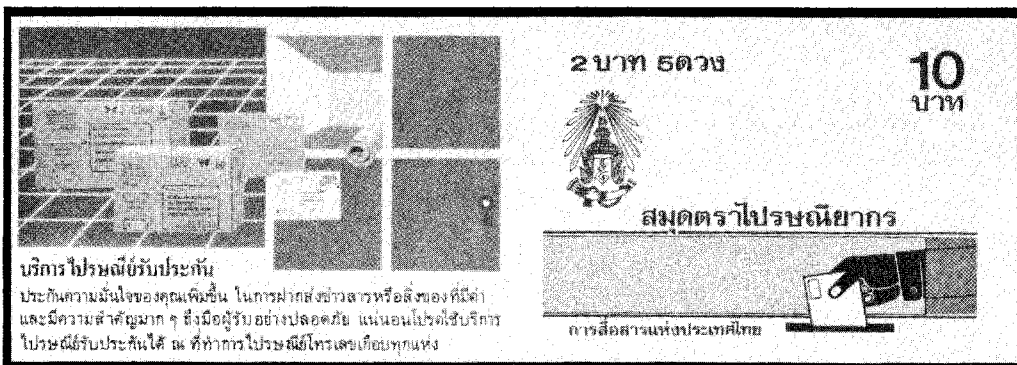 บริการไปรษณีย์รับประกัน
ประกันความมั่นใจของคุณเพิ่มขึ้น ในการฝากส่งข่าวสารหรือสิ่งของที่มีค่า
และมีความสำคัญมาก ๆ ถึงมือผู้รับอย่างปลอดภัย แน่นอนโปรดใช้บริการ
ไปรษณีย์รับประกันได้ ณ ที่ทำการไปรษณีย์โทรเลขเกือบทุกแห่ง
2 บาท 5ดวง
10
บาท
สมุดตราไปรษณียากร
การสื่อสารแห่งประเทศไทย